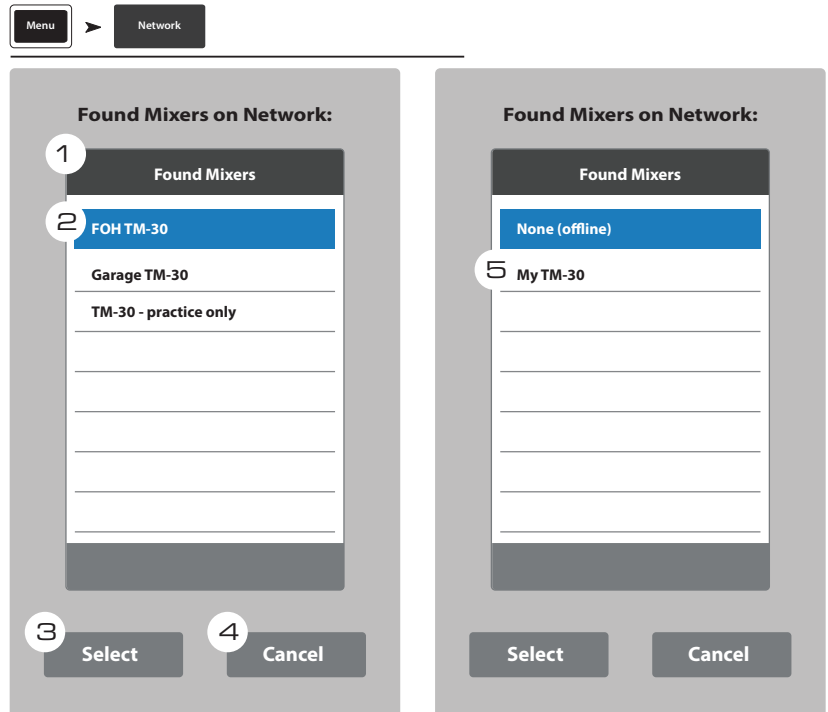 Menu
Network
Found Mixers on Network:
1
Found Mixers
2
FOH TM-30
Garage TM-30
TM-30 - practice only
3
Select
4
Cancel
Found Mixers on Network:
Found Mixers
None (offline)
5
My TM-30
Select
Cancel